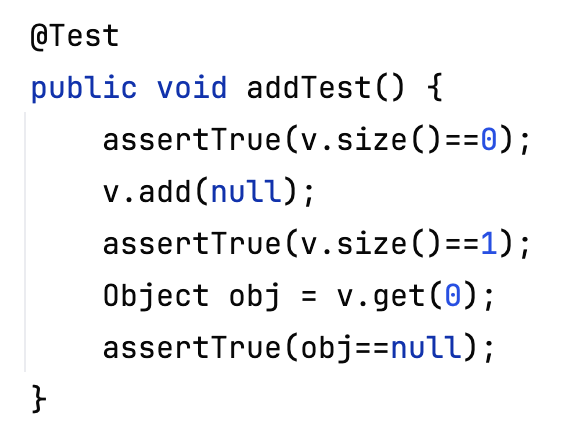 @Test
public void addTest() {
    assertTrue(v.size()==0);
    v.add(null);
    assertTrue(v.size()==1);
    Object obj = v.get(0);
    assertTrue(obj==null);
}